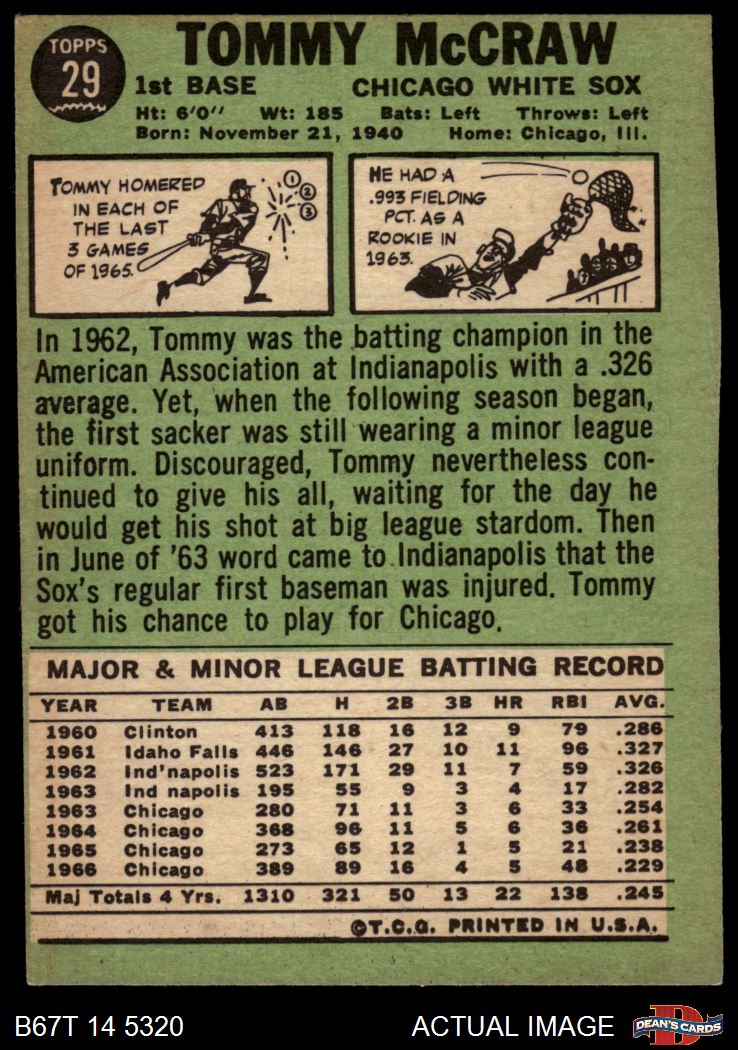 TOPPS
29
TOMMY McCRAW
1st BASE CHICAGO WHITE SOX
Ht: 6'0" Wt: 185 Bats: Left Throws: Left
Born: November 21, 1940 Home: Chicago, Ill.
TOMMY HOMERED
IN EACH OF
THE LAST
3 GAMES
OF 1965.
1
2
3
HE HAD A
.993 FIELDING
PCT. AS A
ROOKIE IN
1963.
In 1962, Tommy was the batting champion in the
American Association at Indianapolis with a .326
average. Yet, when the following season began,
the first sacker was still wearing a minor league
uniform. Discouraged, Tommy nevertheless con-
tinued to give his all, waiting for the day he
would get his shot at big league stardom. Then
in June of '63 word came to Indianapolis that the
Sox's regular first baseman was injured. Tommy
got his chance to play for Chicago.
MAJOR & MINOR LEAGUE BATTING RECORD
YEAR TEAM AB H 2B 3B HR RBI AVG.
1960 Clinton 413 118 16 12 9 79 .286
1961 Idaho Falls 446 146 27 10 11 96 .327
1962 Ind'napolis 523 171 29 11 7 59 .326
1963 Ind napolis 195 55 9 3 4 17 .282
1963 Chicago 280 71 11 3 6 33 .254
1964 Chicago 368 96 11 5 6 36 .261
1965 Chicago 273 65 12 1 5 21 .238
1966 Chicago 389 89 16 4 5 48 .229
Maj Totals 4 Yrs. 1310 321 50 13 22 138 .245
©T.C.G. PRINTED IN U.S.A.
B67T 14 5320 ACTUAL IMAGE
DEAN'S CARDS